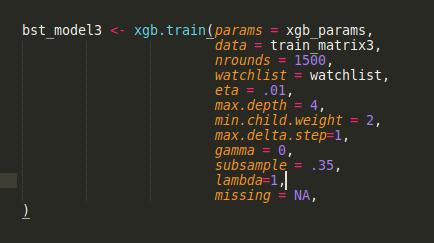 bst_model3 <- xgb.train(params = xgb_params,
data = train_matrix3,
nrounds = 1500,
watchlist = watchlist,
eta = .01,
max.depth = 4,
min.child.weight = 2,
max.delta.step=1,
gamma = 0,
subsample = .35,
lambda=1,
missing = NA,
)